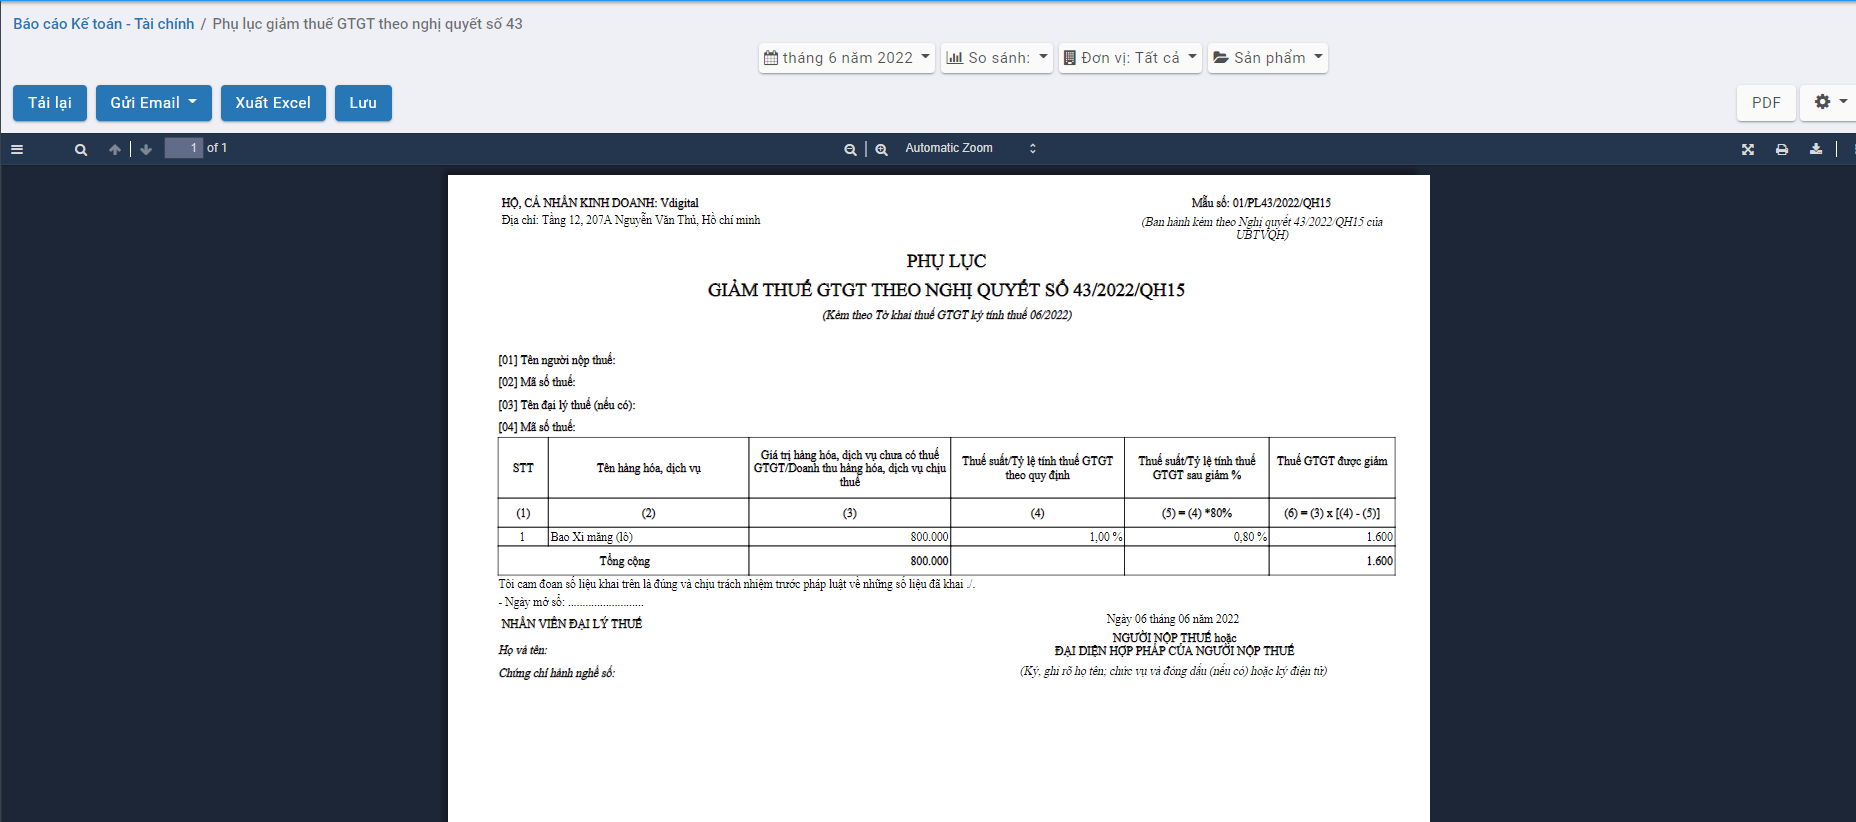 Báo cáo Kế toán - Tài chính / Phụ lục giảm thuế GTGT theo nghị quyết số 43
tháng 6 năm 2022 So sánh: Đơn vị: Tất cả Sản phẩm
Tải lại Gửi Email Xuất Excel Lưu PDF
1 of 1 Automatic Zoom
HỘ, CÁ NHÂN KINH DOANH: Vdigital
Địa chỉ: Tầng 12, 207A Nguyễn Văn Thủ, Hồ chí minh
Mẫu số: 01/PL43/2022/QH15
(Ban hành kèm theo Nghị quyết 43/2022/QH15 của
UBTVQH)
PHỤ LỤC
GIẢM THUẾ GTGT THEO NGHỊ QUYẾT SỐ 43/2022/QH15
(Kèm theo Tờ khai thuế GTGT kỳ tính thuế 06/2022)
[01] Tên người nộp thuế:
[02] Mã số thuế:
[03] Tên đại lý thuế (nếu có):
[04] Mã số thuế:
STT
Tên hàng hóa, dịch vụ
Giá trị hàng hóa, dịch vụ chưa có thuế
GTGT/Doanh thu hàng hóa, dịch vụ chịu
thuế
Thuế suất/Tỷ lệ tính thuế GTGT
theo quy định
Thuế suất/Tỷ lệ tính thuế
GTGT sau giảm %
Thuế GTGT được giảm
(1) (2) (3) (4) (5) = (4) *80% (6) = (3) x [(4) - (5)]
1 Bao Xi măng (lô) 800.000 1,00 % 0,80 % 1.600
Tổng cộng 800.000 1.600
Tôi cam đoan số liệu khai trên là đúng và chịu trách nhiệm trước pháp luật về những số liệu đã khai ./.
- Ngày mở sổ: ..........................
NHÂN VIÊN ĐẠI LÝ THUẾ
Họ và tên:
Chứng chỉ hành nghề số:
Ngày 06 tháng 06 năm 2022
NGƯỜI NỘP THUẾ hoặc
ĐẠI DIỆN HỢP PHÁP CỦA NGƯỜI NỘP THUẾ
(Ký, ghi rõ họ tên; chức vụ và đóng dấu (nếu có) hoặc ký điện tử)